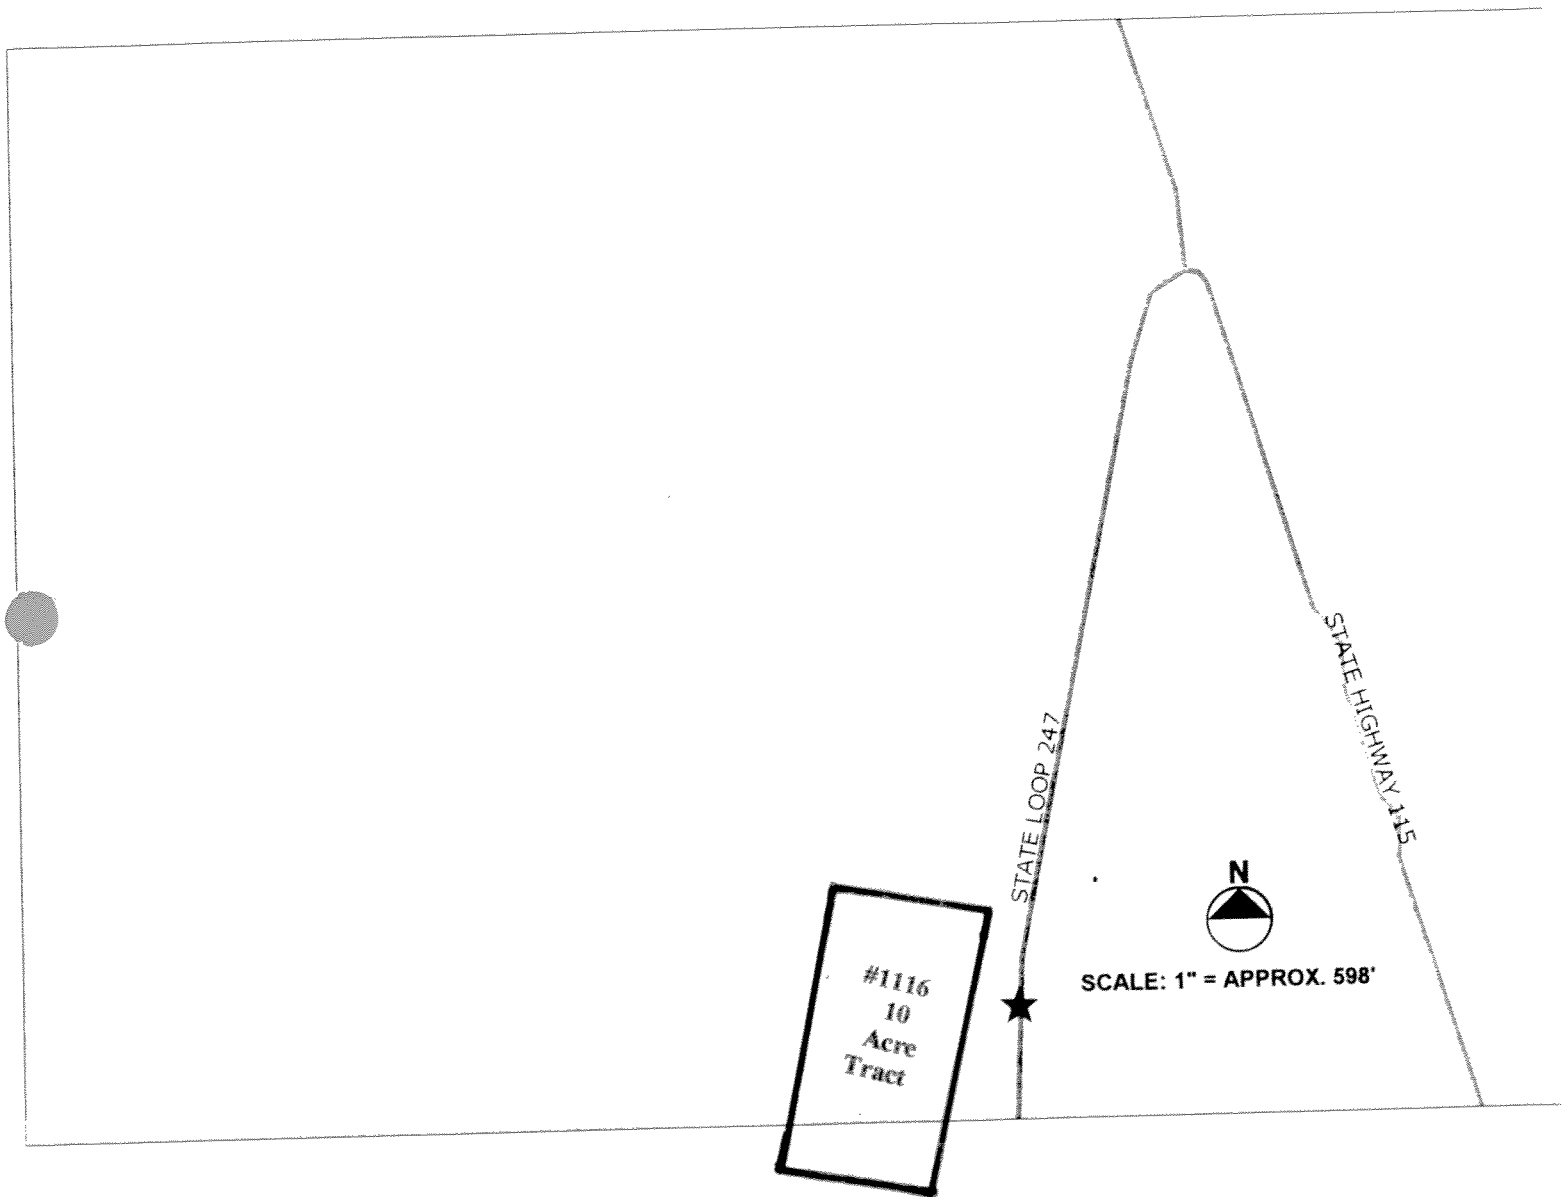 STATE HIGHWAY 115
STATE LOOP 247
N
SCALE: 1" = APPROX. 598'
#1116
10
Acre
Tract